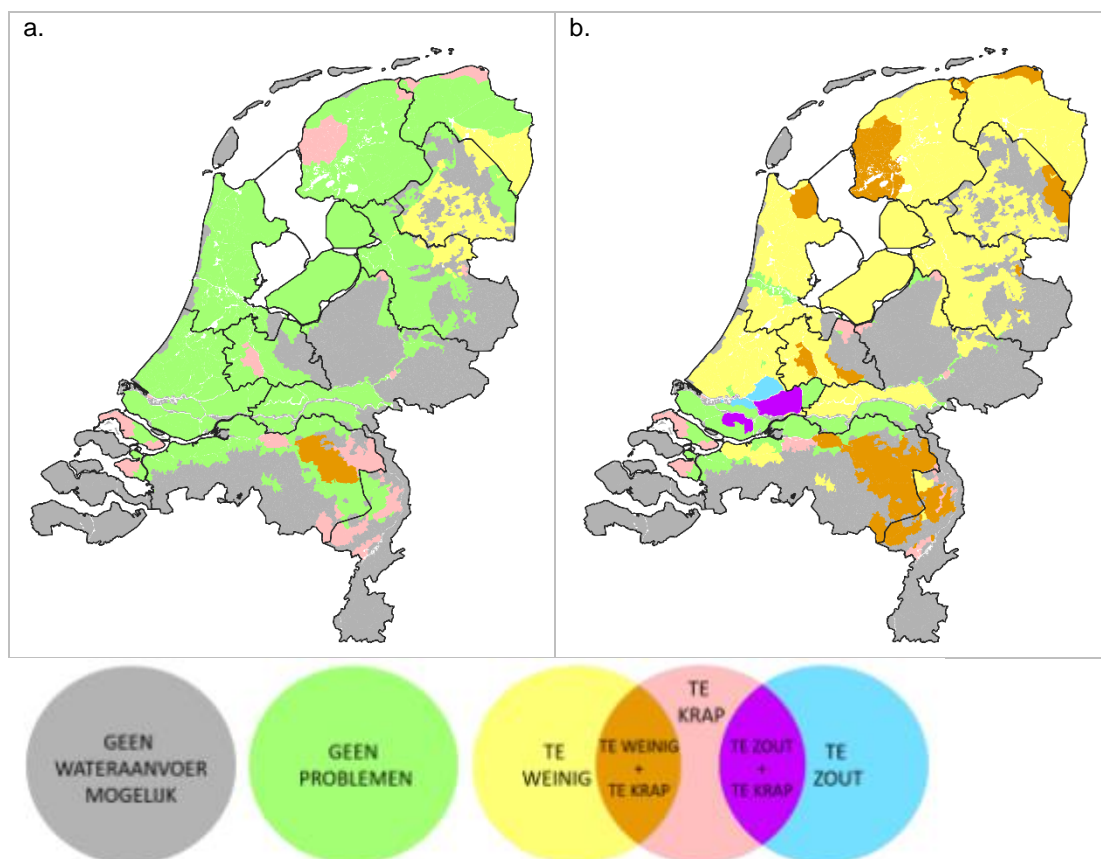 a.
b.
GEEN
WATERAANVOER
MOGELIJK
GEEN
PROBLEMEN
TE
WEINIG
TE WEINIG
+
TE KRAP
TE
KRAP
TE ZOUT
+
TE KRAP
TE
ZOUT